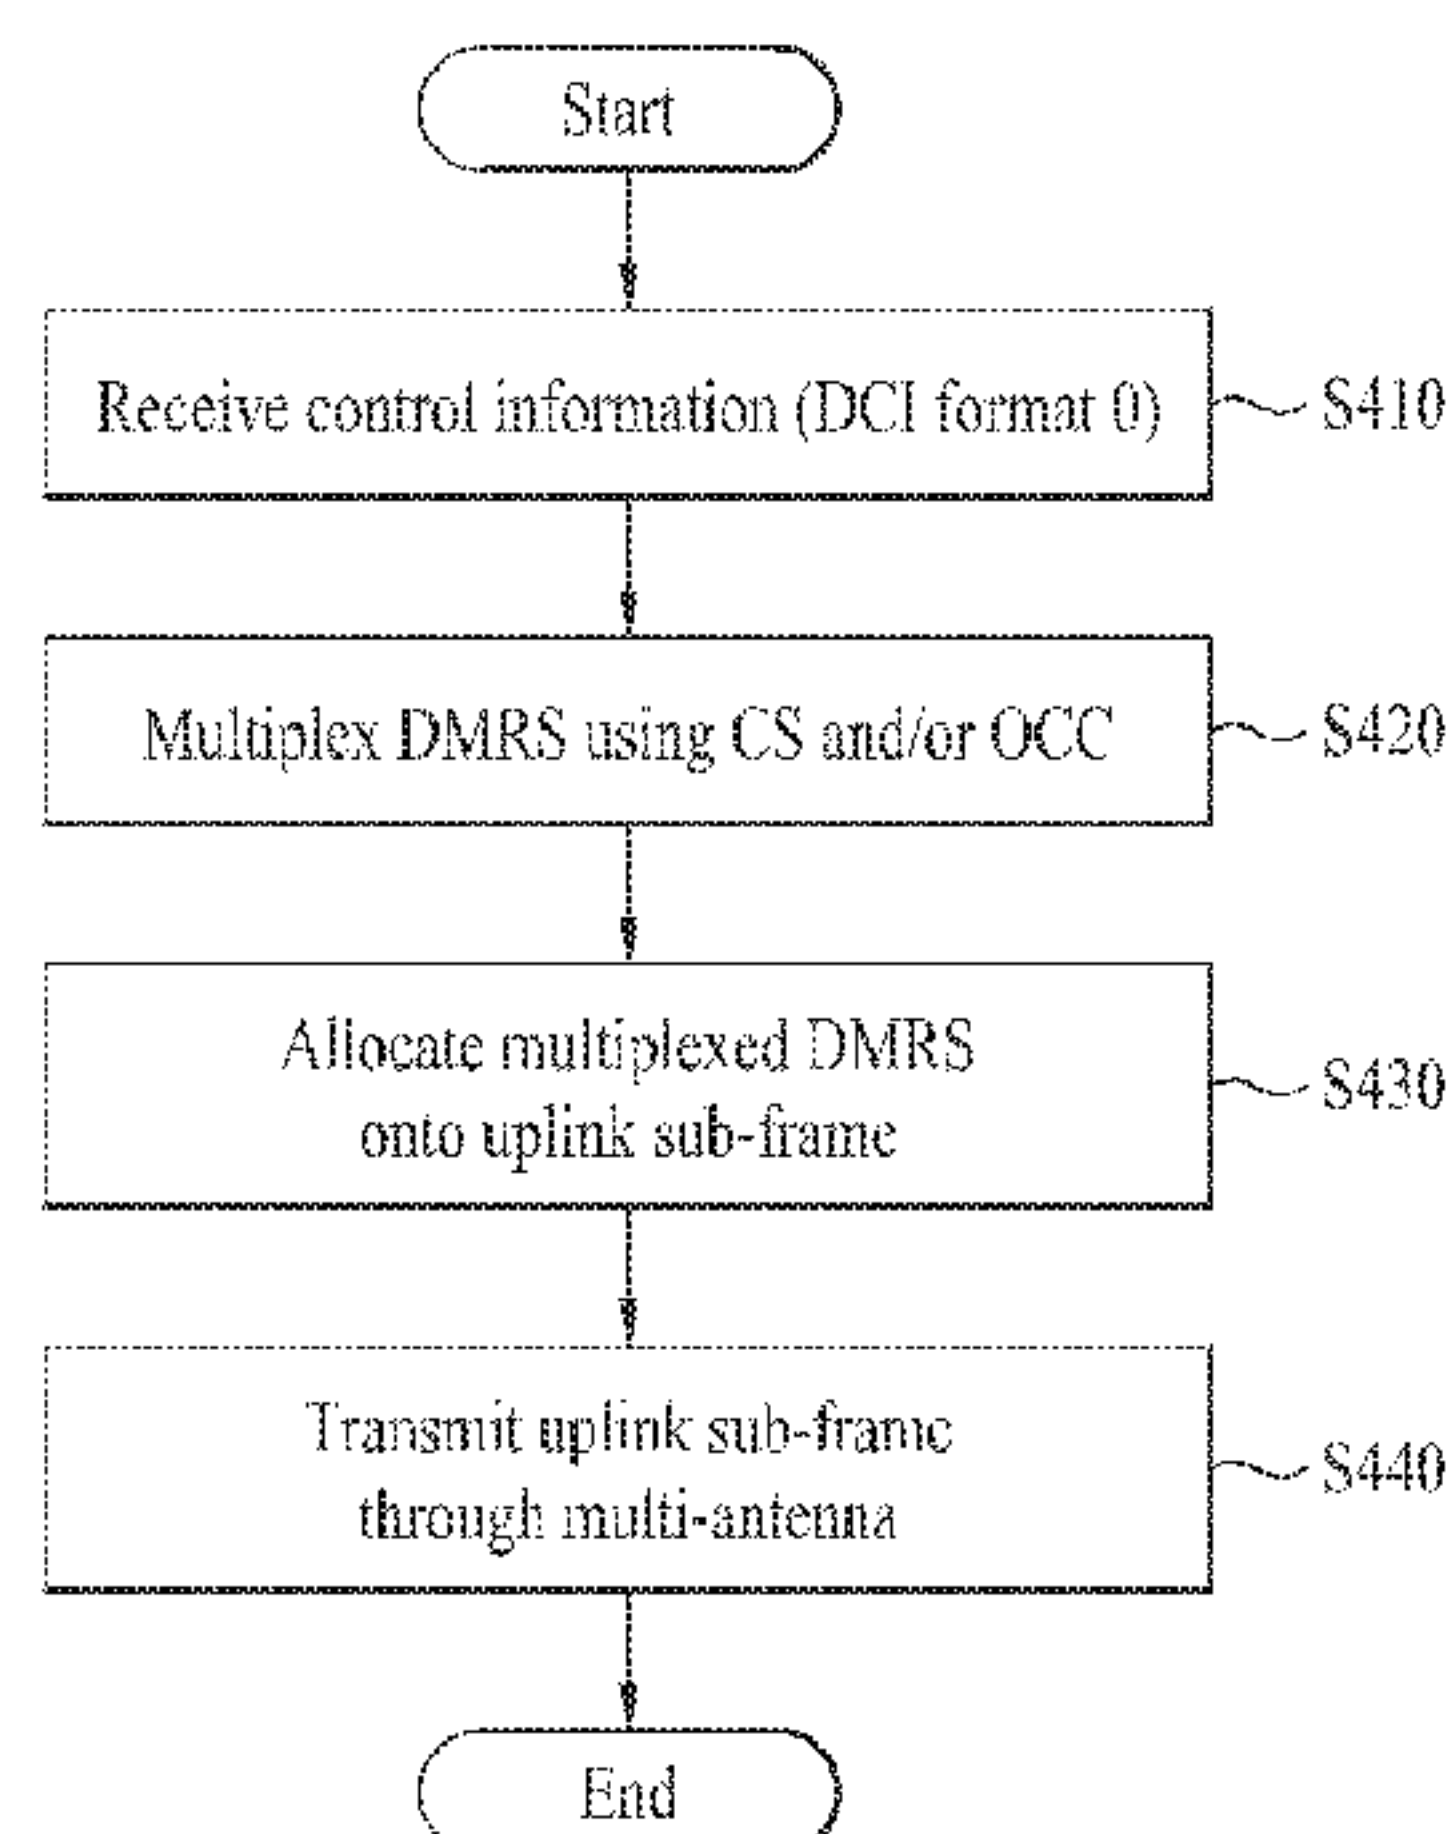 Start
Receive control information (DCI format 0)
S410
Multiplex DMRS using CS and/or OCC
S420
Allocate multiplexed DMRS
onto uplink sub-frame
S430
Transmit uplink sub-frame
through multi-antenna
S440
End